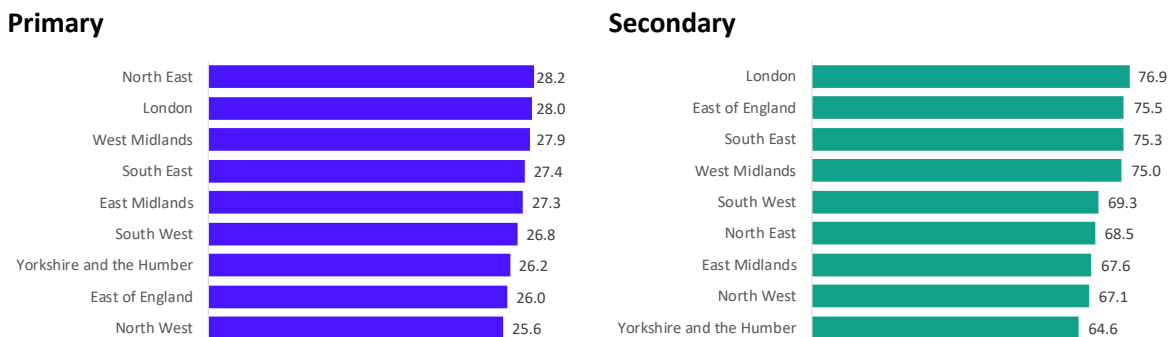 Primary
North East 28.2
London 28.0
West Midlands 27.9
South East 27.4
East Midlands 27.3
South West 26.8
Yorkshire and the Humber 26.2
East of England 26.0
North West 25.6
Secondary
London 76.9
East of England 75.5
South East 75.3
West Midlands 75.0
South West 69.3
North East 68.5
East Midlands 67.6
North West 67.1
Yorkshire and the Humber 64.6